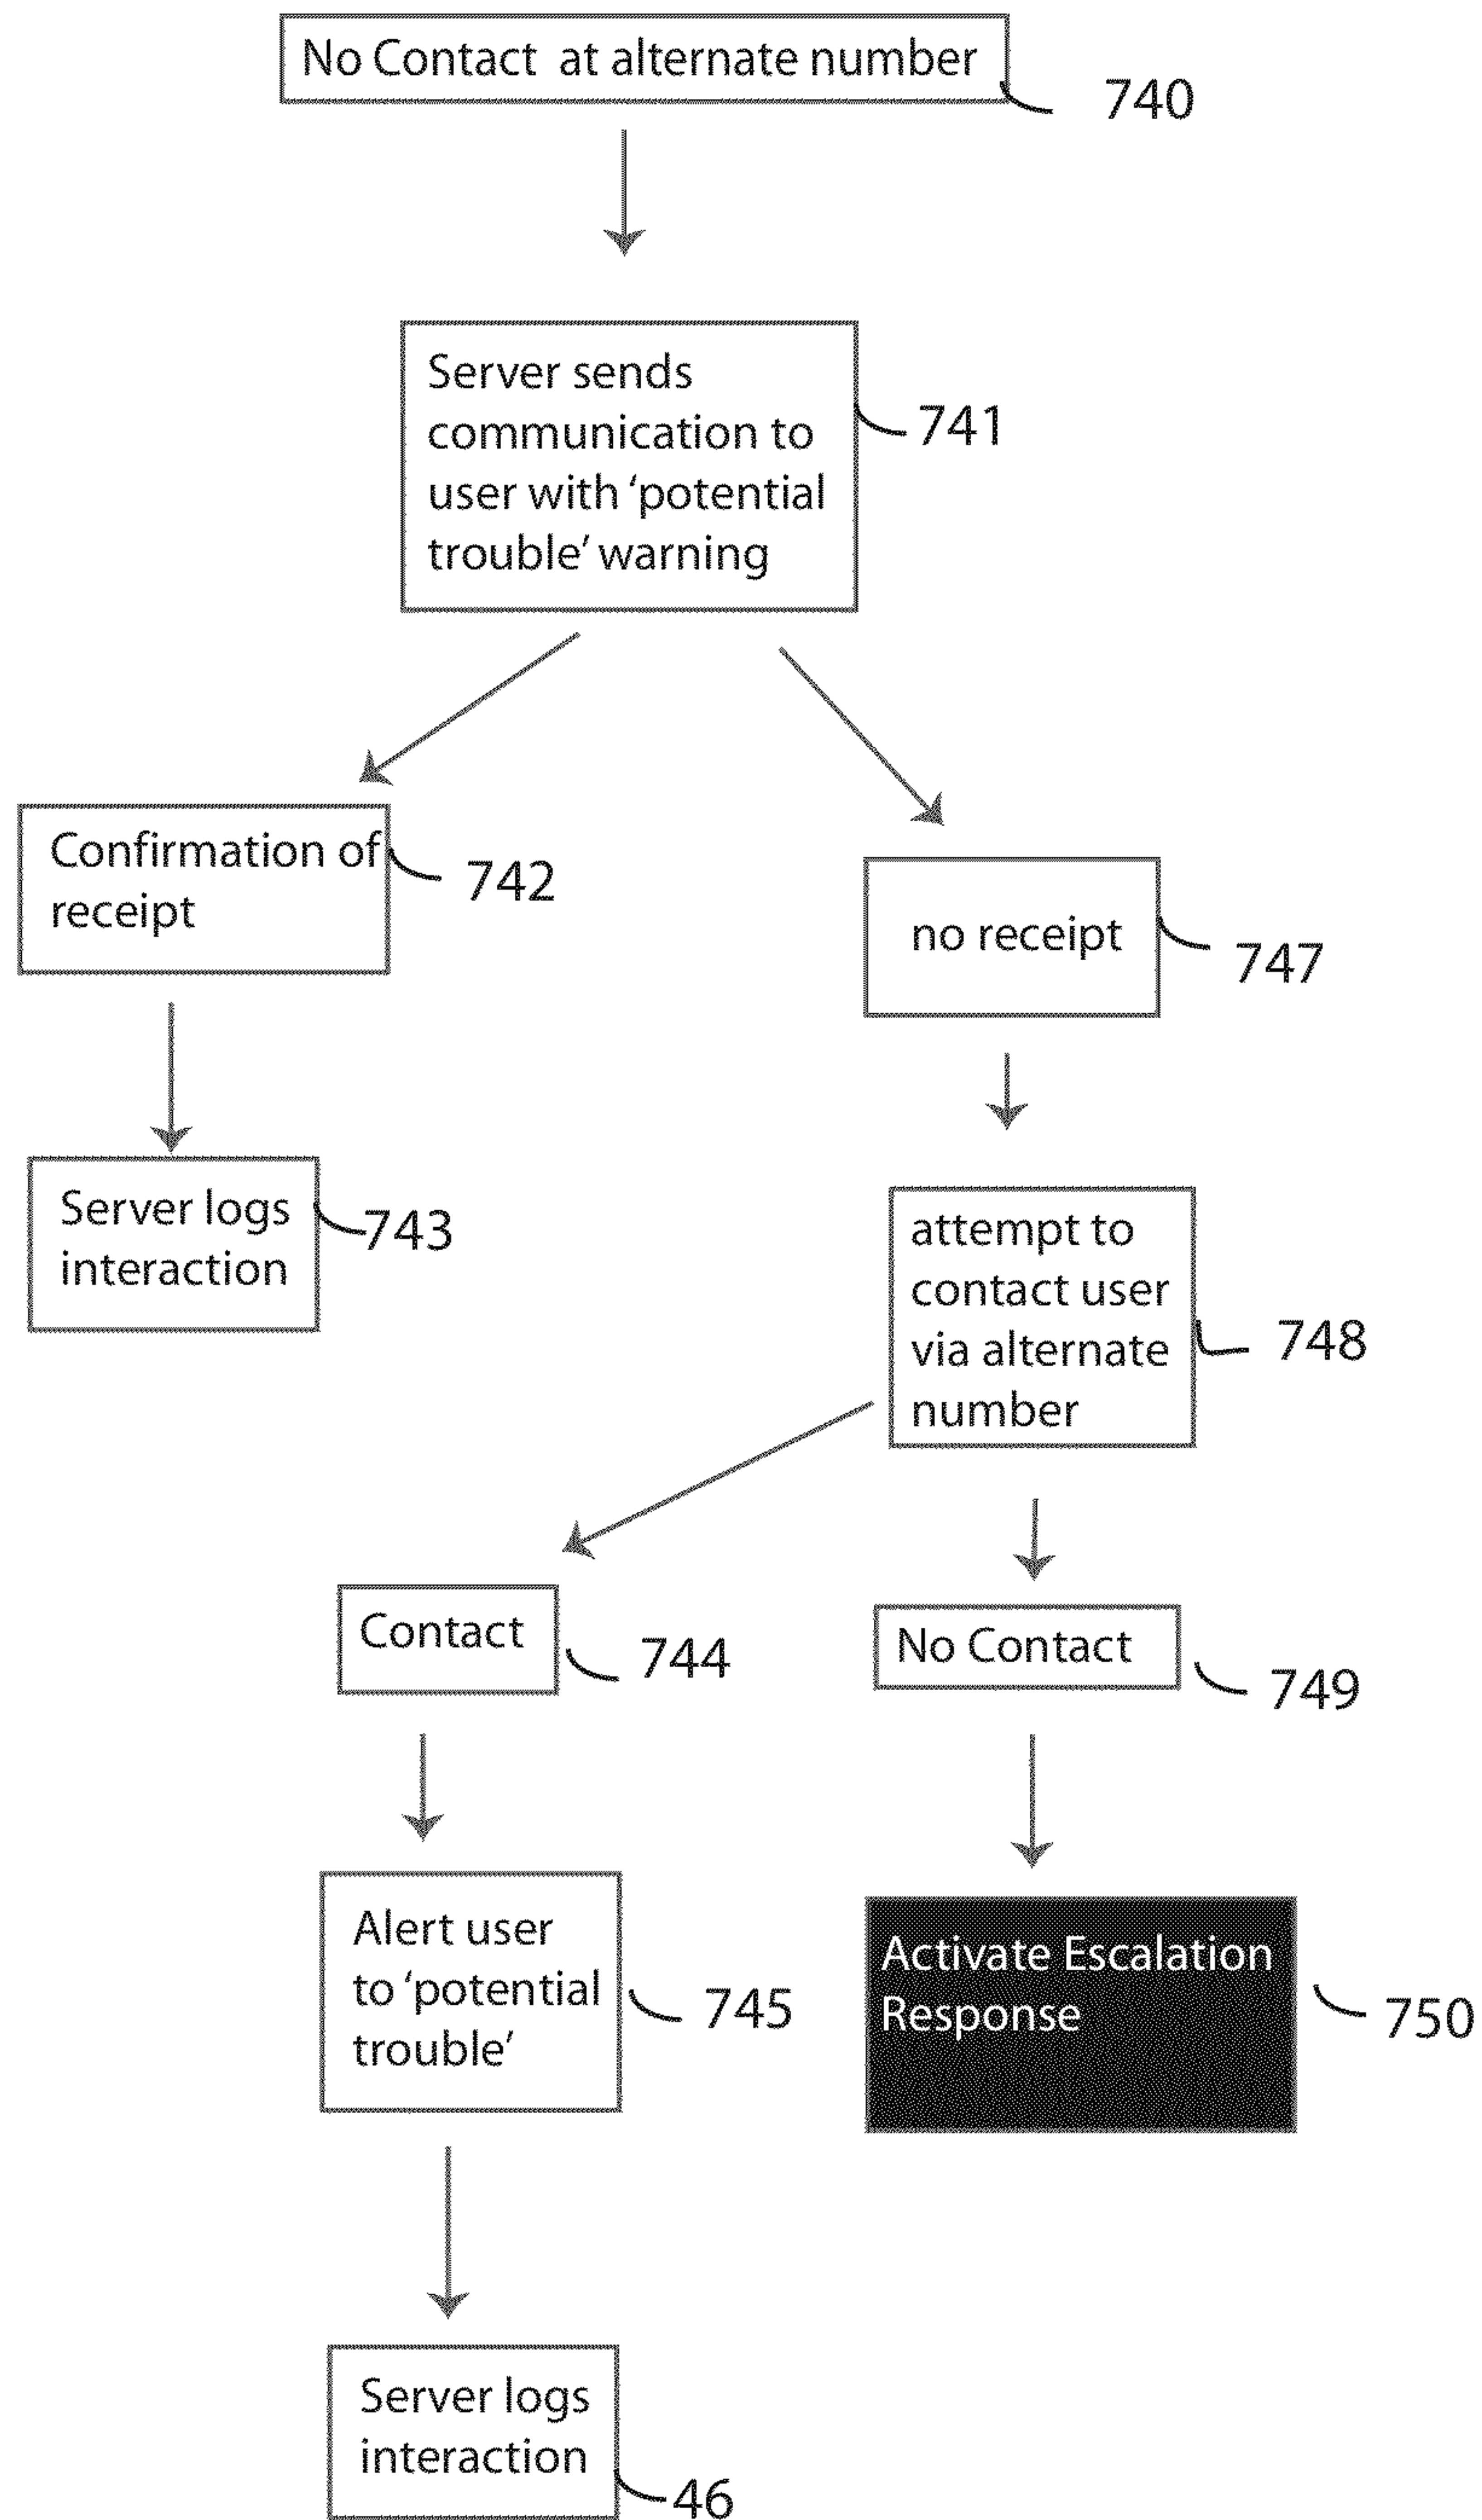 No Contact at alternate number
740
Server sends
communication to
user with ‘potential
trouble’ warning
741
Confirmation of
receipt
742
no receipt
747
Server logs
interaction
743
attempt to
contact user
via alternate
number
748
Contact
744
No Contact
749
Alert user
to ‘potential
trouble’
745
Activate Escalation
Response
750
Server logs
interaction
46